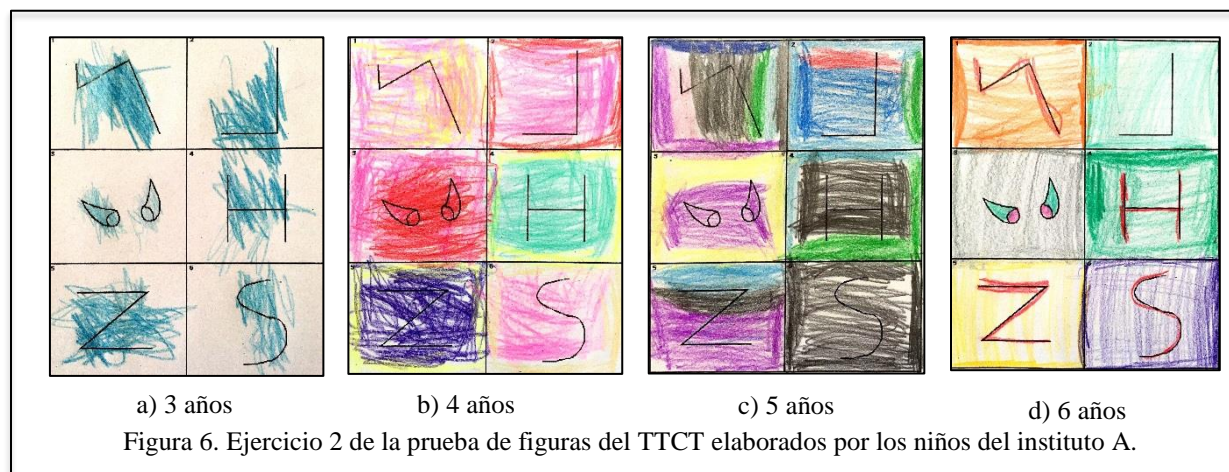 a) 3 años
b) 4 años
c) 5 años
d) 6 años
Figura 6. Ejercicio 2 de la prueba de figuras del TTCT elaborados por los niños del instituto A.